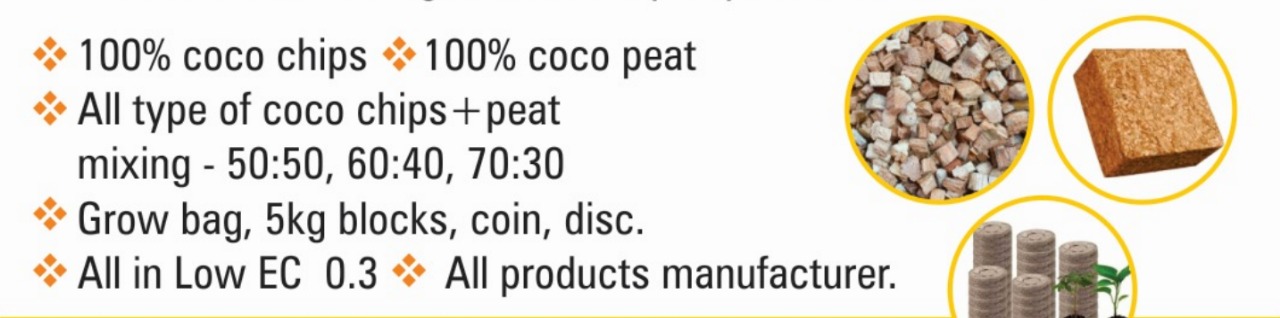 100% coco chips 100% coco peat
All type of coco chips+peat
mixing - 50:50, 60:40, 70:30
Grow bag, 5kg blocks, coin, disc.
All in Low EC 0.3 All products manufacturer.